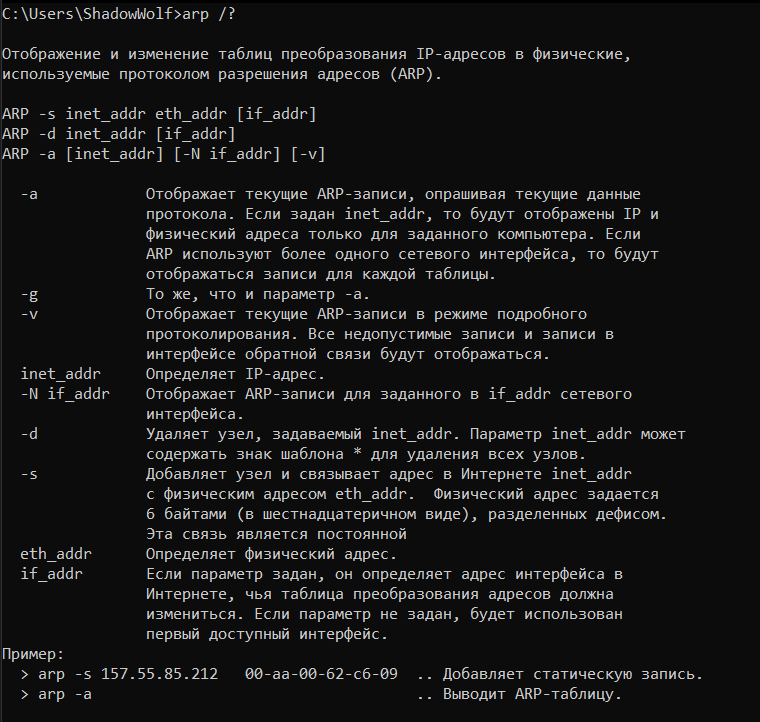 C:\Users\ShadowWolf>arp /?
Отображение и изменение таблиц преобразования IP-адресов в физические,
используемые протоколом разрешения адресов (ARP).
ARP -s inet_addr eth_addr [if_addr]
ARP -d inet_addr [if_addr]
ARP -a [inet_addr] [-N if_addr] [-v]
-a Отображает текущие ARP-записи, опрашивая текущие данные
протокола. Если задан inet_addr, то будут отображены IP и
физический адреса только для заданного компьютера. Если
ARP используют более одного сетевого интерфейса, то будут
отображаться записи для каждой таблицы.
-g То же, что и параметр -a.
-v Отображает текущие ARP-записи в режиме подробного
протоколирования. Все недопустимые записи и записи в
интерфейсе обратной связи будут отображаться.
inet_addr Определяет IP-адрес.
-N if_addr Отображает ARP-записи для заданного в if_addr сетевого
интерфейса.
-d Удаляет узел, задаваемый inet_addr. Параметр inet_addr может
содержать знак шаблона * для удаления всех узлов.
-s Добавляет узел и связывает адрес в Интернете inet_addr
с физическим адресом eth_addr.  Физический адрес задается
6 байтами (в шестнадцатеричном виде), разделенных дефисом.
Эта связь является постоянной
eth_addr Определяет физический адрес.
if_addr Если параметр задан, он определяет адрес интерфейса в
Интернете, чья таблица преобразования адресов должна
измениться. Если параметр не задан, будет использован
первый доступный интерфейс.
Пример:
> arp -s 157.55.85.212 00-aa-00-62-c6-09 .. Добавляет статическую запись.
> arp -a .. Выводит ARP-таблицу.